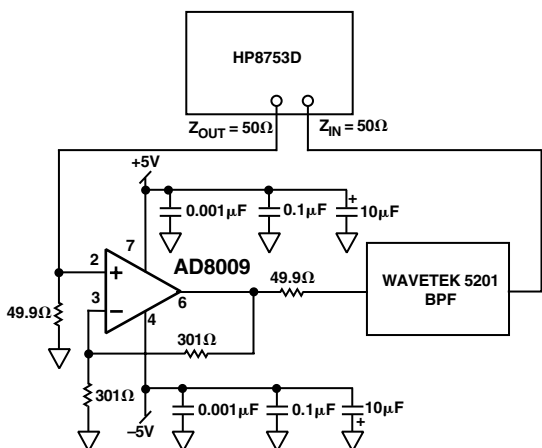 HP8753D
Z_OUT = 50Ω
Z_IN = 50Ω
+5V
+
0.001μF
0.1μF
10μF
7
AD8009
2
+
WAVETEK 5201
BPF
49.9Ω
3
–
6
49.9Ω
4
301Ω
301Ω
0.001μF
0.1μF
10μF
+
–5V